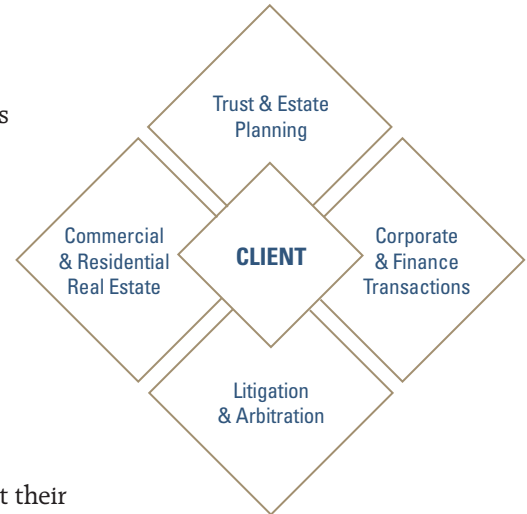 s
Trust & Estate
Planning
Commercial
& Residential
Real Estate
CLIENT
Corporate
& Finance
Transactions
Litigation
& Arbitration
t their